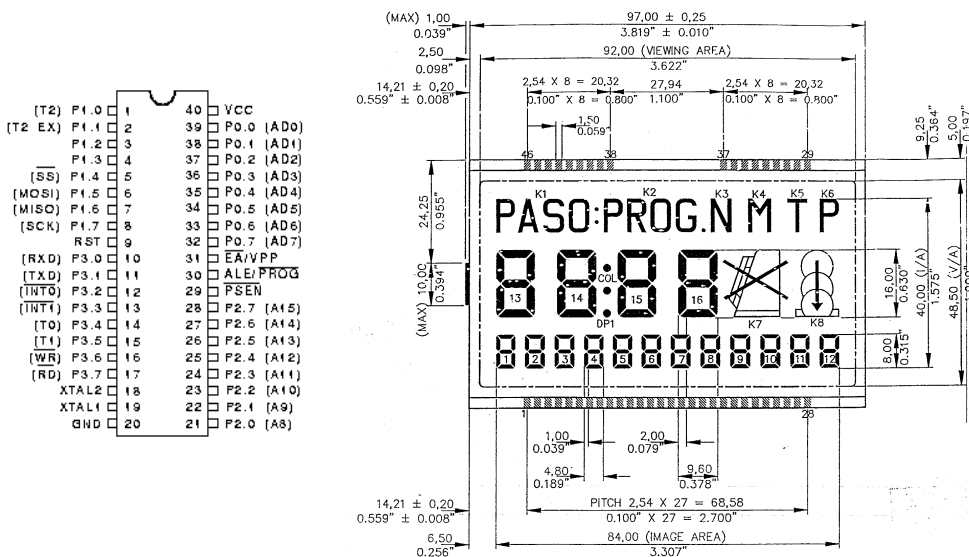 (T2) P1.0 1 40 VCC
(T2 EX) P1.1 2 39 P0.0 (AD0)
P1.2 3 38 P0.1 (AD1)
P1.3 4 37 P0.2 (AD2)
(SS) P1.4 5 36 P0.3 (AD3)
(MOSI) P1.5 6 35 P0.4 (AD4)
(MISO) P1.6 7 34 P0.5 (AD5)
(SCK) P1.7 8 33 P0.6 (AD6)
RST 9 32 P0.7 (AD7)
(RXD) P3.0 10 31 EA/VPP
(TXD) P3.1 11 30 ALE/PROG
(INT0) P3.2 12 29 PSEN
(INT1) P3.3 13 28 P2.7 (A15)
(T0) P3.4 14 27 P2.6 (A14)
(T1) P3.5 15 26 P2.5 (A13)
(WR) P3.6 16 25 P2.4 (A12)
(RD) P3.7 17 24 P2.3 (A11)
XTAL2 18 23 P2.2 (A10)
XTAL1 19 22 P2.1 (A9)
GND 20 21 P2.0 (A8)
(MAX) 1,00
0.039"
97,00 ± 0,25
3.819" ± 0.010"
2,50
0.098"
92,00 (VIEWING AREA)
3.622"
14,21 ± 0,20
0.559" ± 0.008"
2,54 X 8 = 20,32
0.100" X 8 = 0.800"
27,94
1.100"
2,54 X 8 = 20,32
0.100" X 8 = 0.800"
1,50
0.059"
9,25
0.364"
5,00
0.197"
46 38 37 29
K1 K2 K3 K4 K5 K6
PASO:PROG.N M T P
24,25
0.955"
(MAX) 10,00
0.394"
13 14 COL 15 16
DP1 K7 K8
1 2 3 4 5 6 7 8 9 10 11 12
16,00
0.630"
8,00
0.315"
40,00 (I/A)
1.575"
48,50 (V/A)
1 28
1,00
0.039"
2,00
0.079"
4,80
0.189"
9,60
0.378"
14,21 ± 0,20
0.559" ± 0.008"
PITCH 2,54 X 27 = 68,58
0.100" X 27 = 2.700"
6,50
0.256"
84,00 (IMAGE AREA)
3.307"